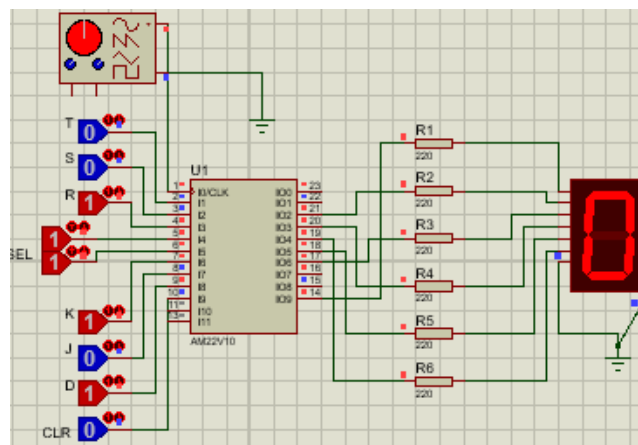 T
0
S
0
R
1
SEL
1
1
K
1
J
0
D
1
CLR
0
U1
1
2
3
4
5
6
7
8
9
10
11
13
I0/CLK
I1
I2
I3
I4
I5
I6
I7
I8
I9
I10
I11
IO0
IO1
IO2
IO3
IO4
IO5
IO6
IO7
IO8
IO9
23
22
21
20
19
18
17
16
15
14
AM22V10
R1
220
R2
220
R3
220
R4
220
R5
220
R6
220
0